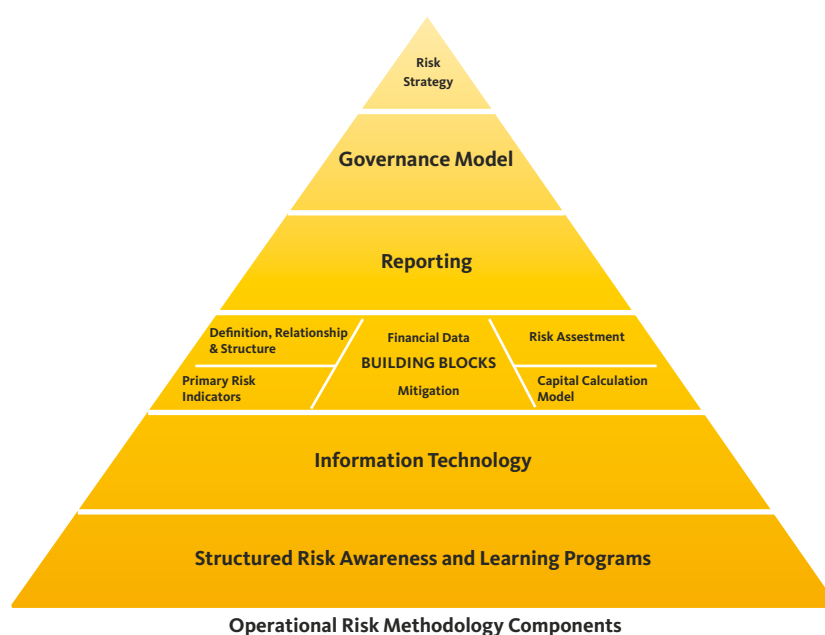 Risk
Strategy
Governance Model
Reporting
Definition, Relationship
& Structure
Primary Risk
Indicators
Financial Data
BUILDING BLOCKS
Mitigation
Risk Assestment
Capital Calculation
Model
Information Technology
Structured Risk Awareness and Learning Programs
Operational Risk Methodology Components